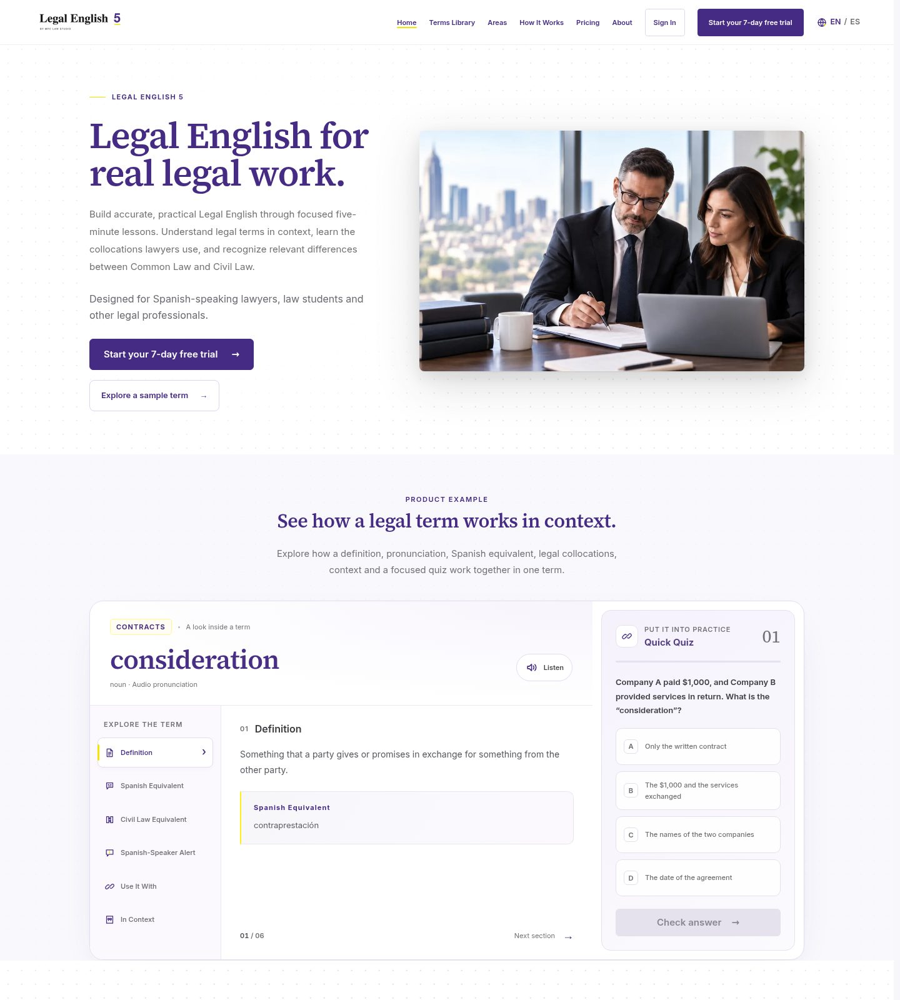 Legal English 5
BY MPC LAW STUDIO
Home
Terms Library
Areas
How It Works
Pricing
About
Sign In
Start your 7-day free trial
EN / ES
LEGAL ENGLISH 5
Legal English for
real legal work.
Build accurate, practical Legal English through focused five-
minute lessons. Understand legal terms in context, learn the
collocations lawyers use, and recognize relevant differences
between Common Law and Civil Law.
Designed for Spanish-speaking lawyers, law students and
other legal professionals.
Start your 7-day free trial →
Explore a sample term →
PRODUCT EXAMPLE
See how a legal term works in context.
Explore how a definition, pronunciation, Spanish equivalent, legal collocations,
context and a focused quiz work together in one term.
CONTRACTS • A look inside a term
consideration
noun · Audio pronunciation
Listen
EXPLORE THE TERM
Definition
Spanish Equivalent
Civil Law Equivalent
Spanish-Speaker Alert
Use It With
In Context
01 Definition
Something that a party gives or promises in exchange for something from the
other party.
Spanish Equivalent
contraprestación
01 / 06
Next section →
PUT IT INTO PRACTICE
Quick Quiz
01
Company A paid $1,000, and Company B
provided services in return. What is the
“consideration”?
A Only the written contract
B The $1,000 and the services
exchanged
C The names of the two companies
D The date of the agreement
Check answer →